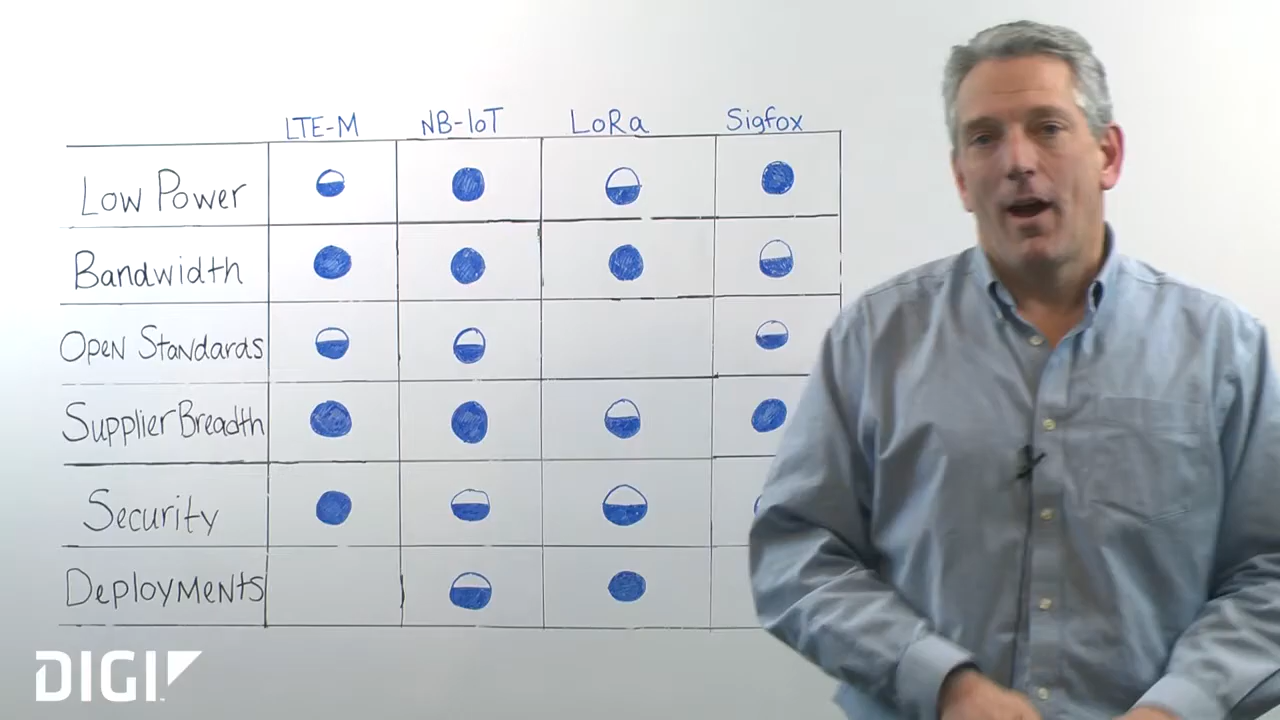 LTE-M NB-IoT LoRa Sigfox
Low Power
Bandwidth
Open Standards
Supplier Breadth
Security
Deployments
DIGI